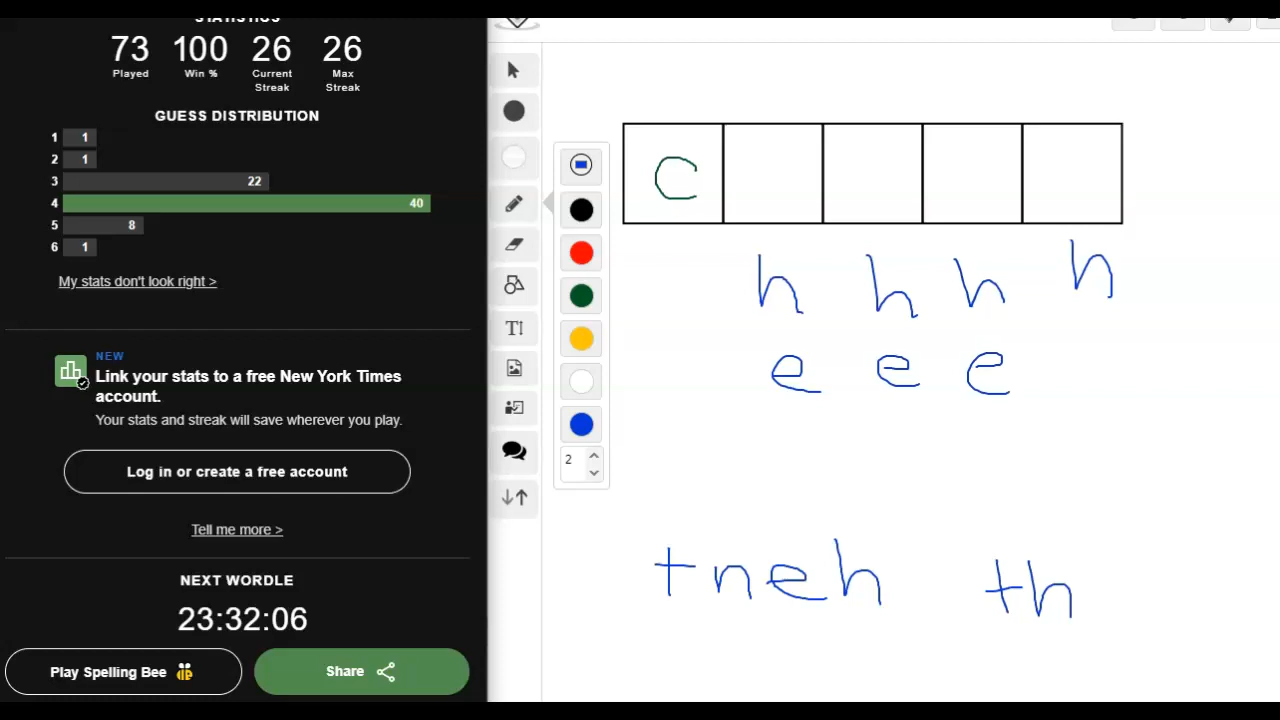 STATISTICS
73 100 26 26
Played Win % Current Streak Max Streak
GUESS DISTRIBUTION
1 1
2 1
3 22
4 40
5 8
6 1
My stats don't look right >
NEW
Link your stats to a free New York Times
account.
Your stats and streak will save wherever you play.
Log in or create a free account
Tell me more >
NEXT WORDLE
23:32:06
Play Spelling Bee
Share
T
2
C
h h h h
e e e
tneh th